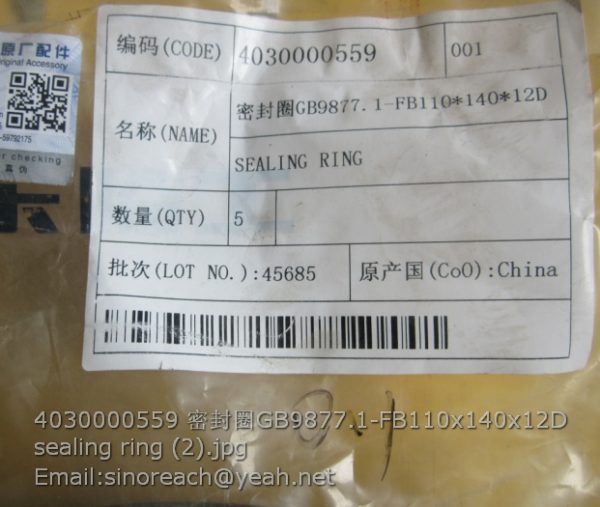 原厂配件
riginal Accessory
-59792175
r checking
真伪
编码(CODE) 4030000559 001
名称(NAME) 密封圈GB9877.1-FB110*140*12D
SEALING RING
数量(QTY) 5
批次(LOT NO.):45685 原产国(CoO):China
4030000559 密封圈GB9877.1-FB110x140x12D
sealing ring (2).jpg
Email:sinoreach@yeah.net